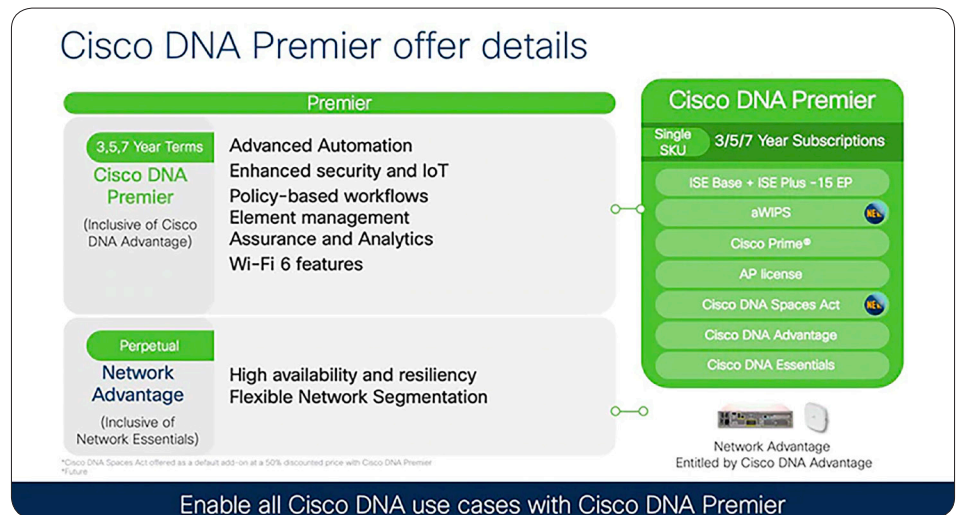 Cisco DNA Premier offer details
Premier
3,5,7 Year Terms
Cisco DNA
Premier
(Inclusive of Cisco
DNA Advantage)
Advanced Automation
Enhanced security and IoT
Policy-based workflows
Element management
Assurance and Analytics
Wi-Fi 6 features
Perpetual
Network
Advantage
(Inclusive of
Network Essentials)
High availability and resiliency
Flexible Network Segmentation
*Cisco DNA Spaces Act offered as a default add-on at a 50% discounted price with Cisco DNA Premier
*Future
Cisco DNA Premier
Single
SKU
3/5/7 Year Subscriptions
ISE Base + ISE Plus -15 EP
aWIPS
NEW
Cisco Prime®
AP license
Cisco DNA Spaces Act
NEW
Cisco DNA Advantage
Cisco DNA Essentials
Network Advantage
Entitled by Cisco DNA Advantage
Enable all Cisco DNA use cases with Cisco DNA Premier